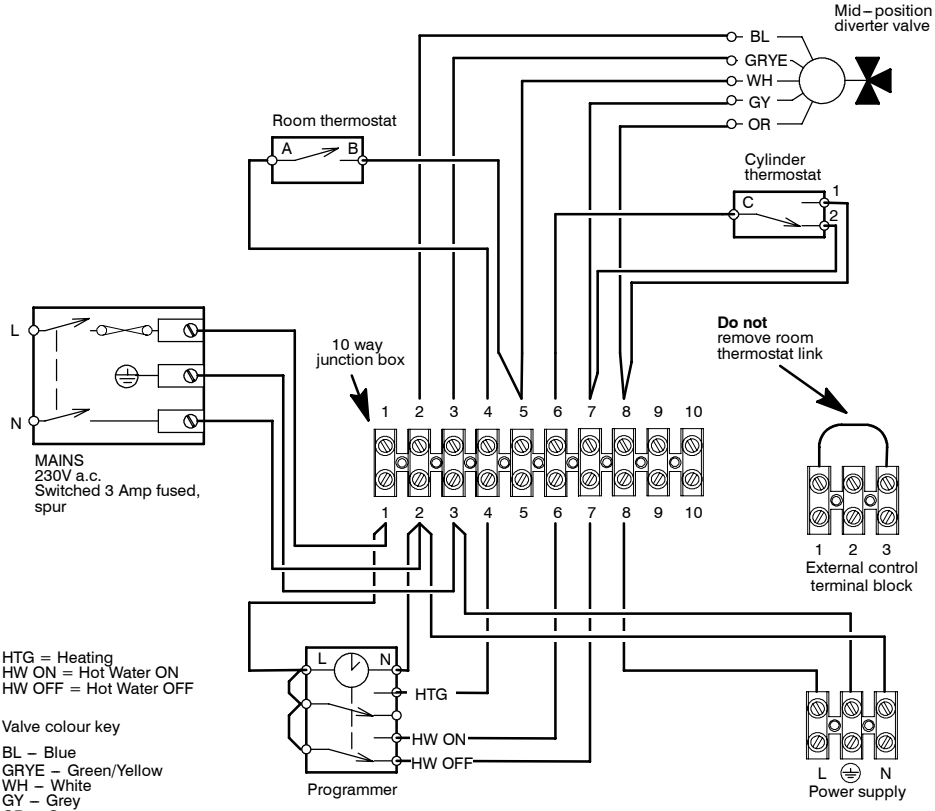 Mid – position
diverter valve
BL
GRYE
WH
GY
OR
Room thermostat
A B
Cylinder
thermostat
C
1
2
L
N
MAINS
230V a.c.
Switched 3 Amp fused,
spur
10 way
junction box
Do not
remove room
thermostat link
1 2 3 4 5 6 7 8 9 10
1 2 3 4 5 6 7 8 9 10
1 2 3
External control
terminal block
HTG = Heating
HW ON = Hot Water ON
HW OFF = Hot Water OFF
Valve colour key
BL – Blue
GRYE – Green/Yellow
WH – White
GY – Grey
L N
HTG
HW ON
HW OFF
Programmer
L N
Power supply